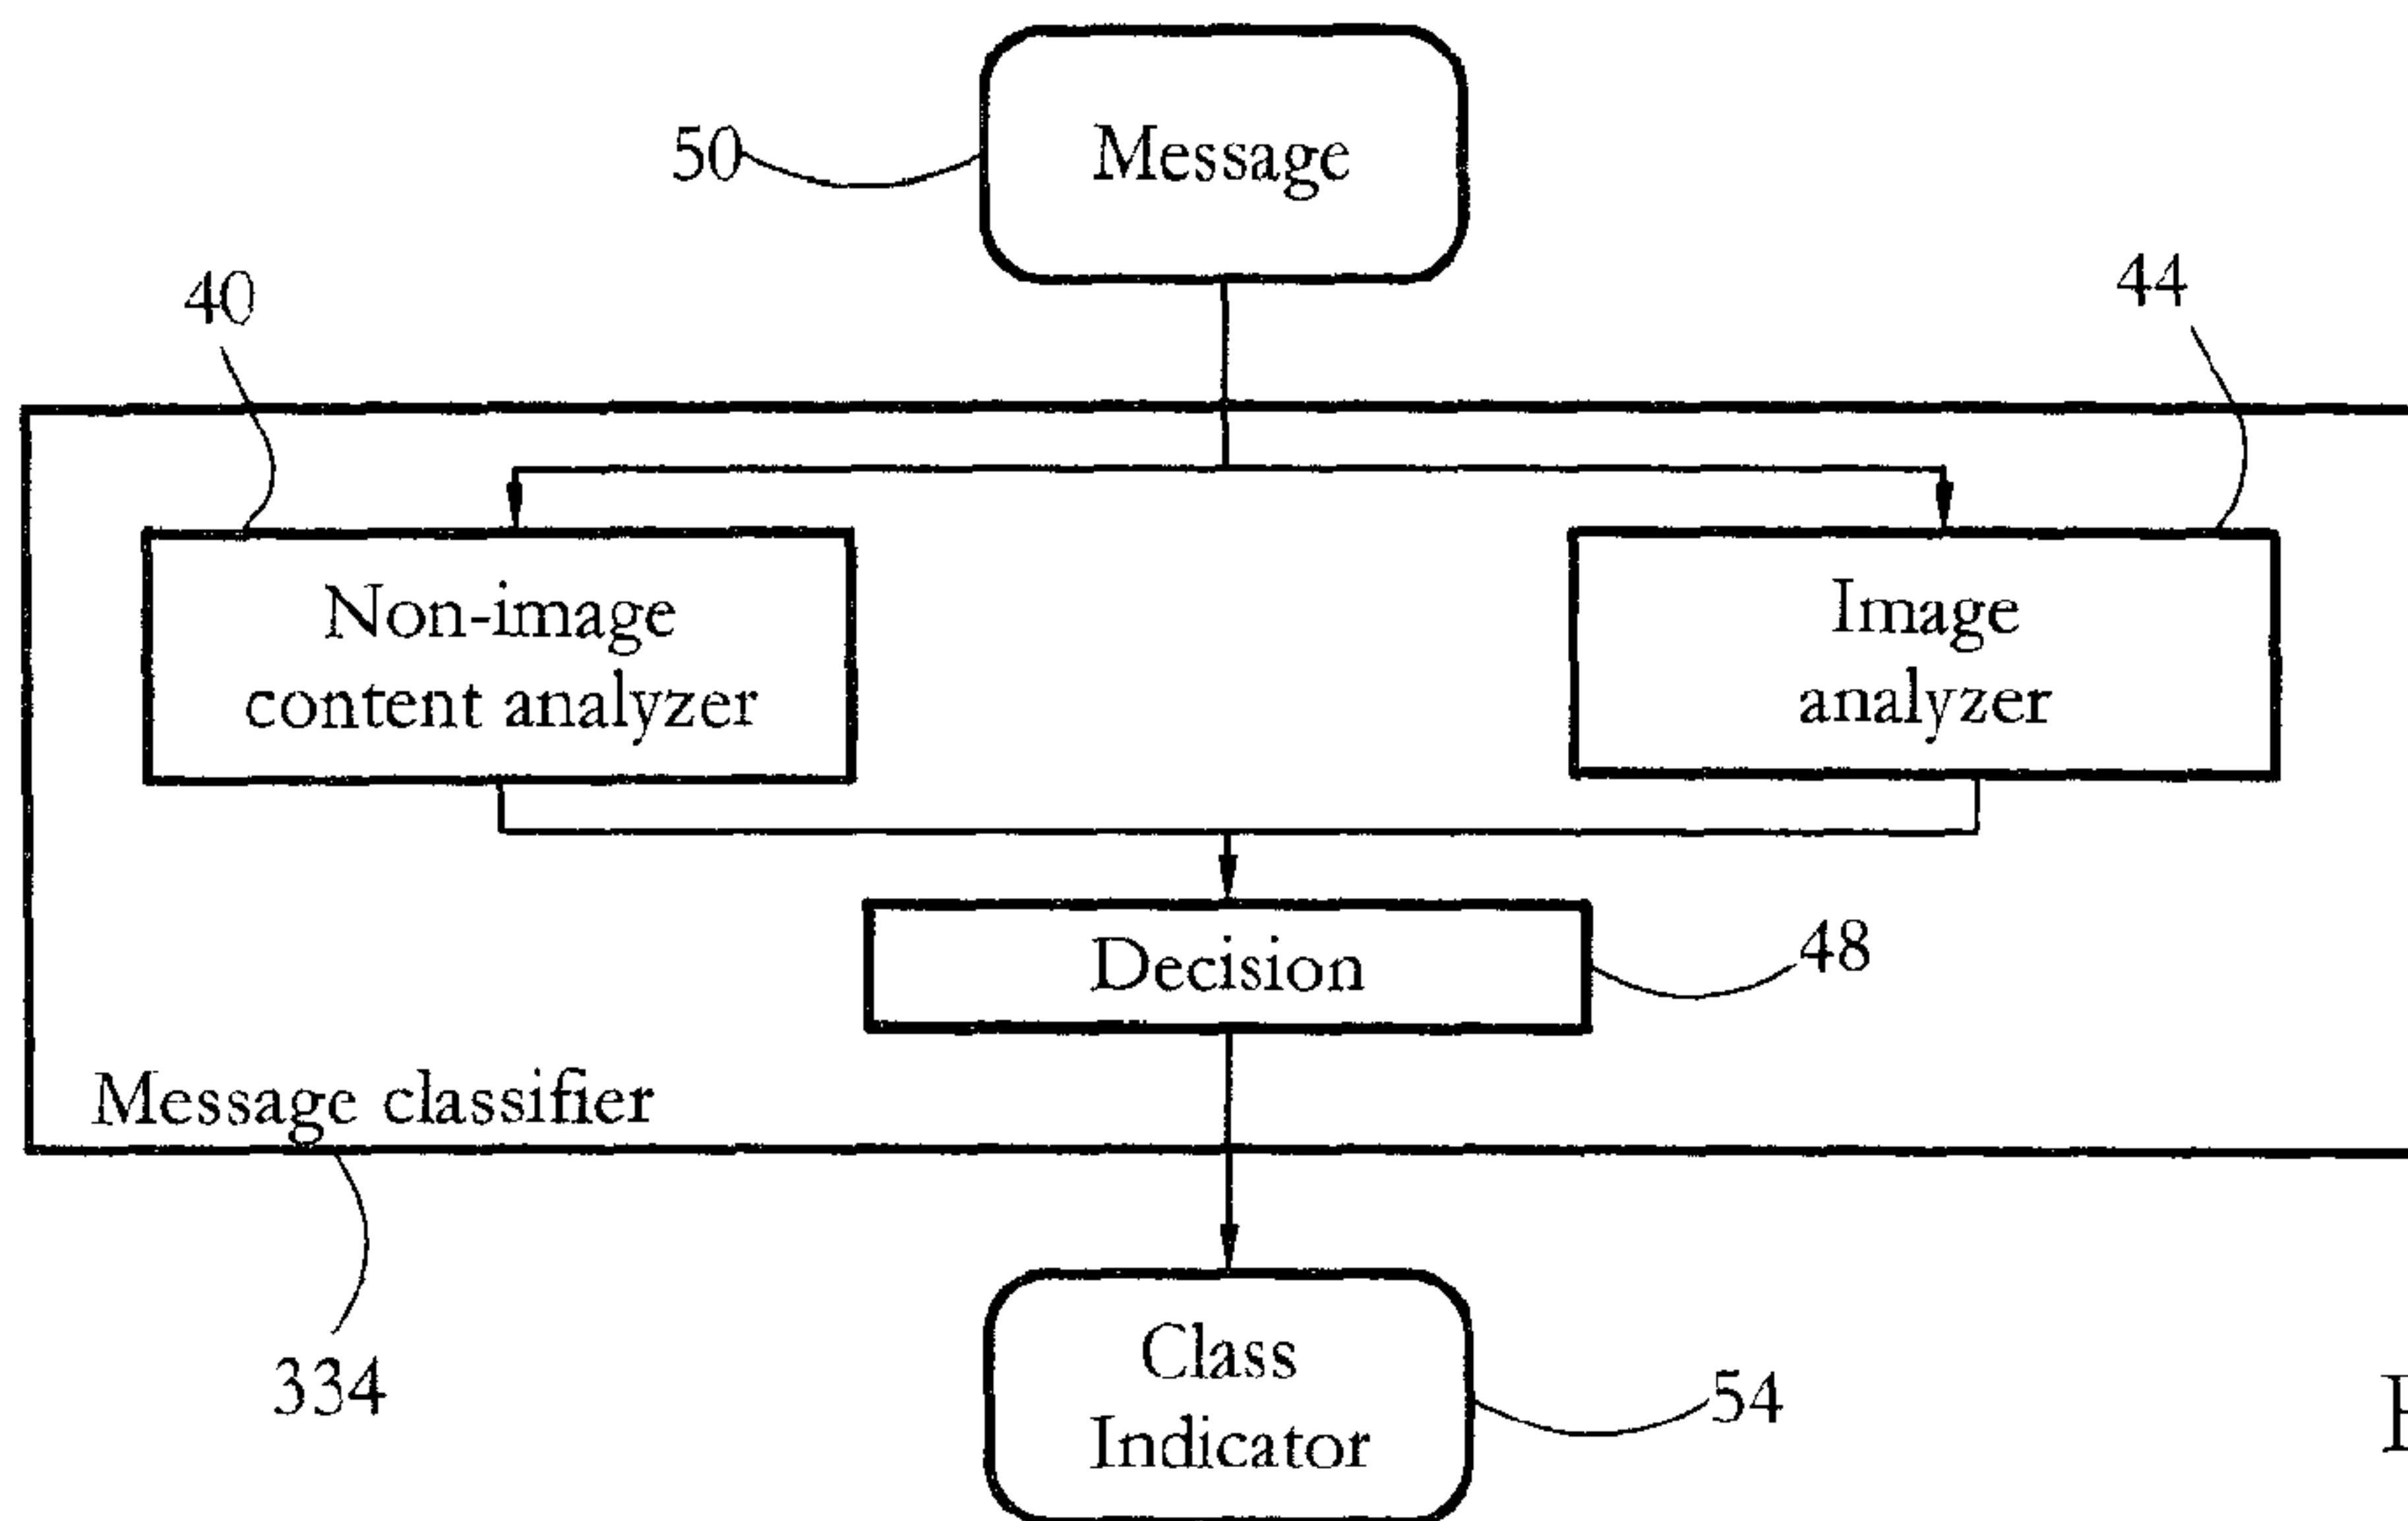 50
Message
40
44
Non-image
content analyzer
Image
analyzer
Decision
48
Message classifier
334
Class
Indicator
54